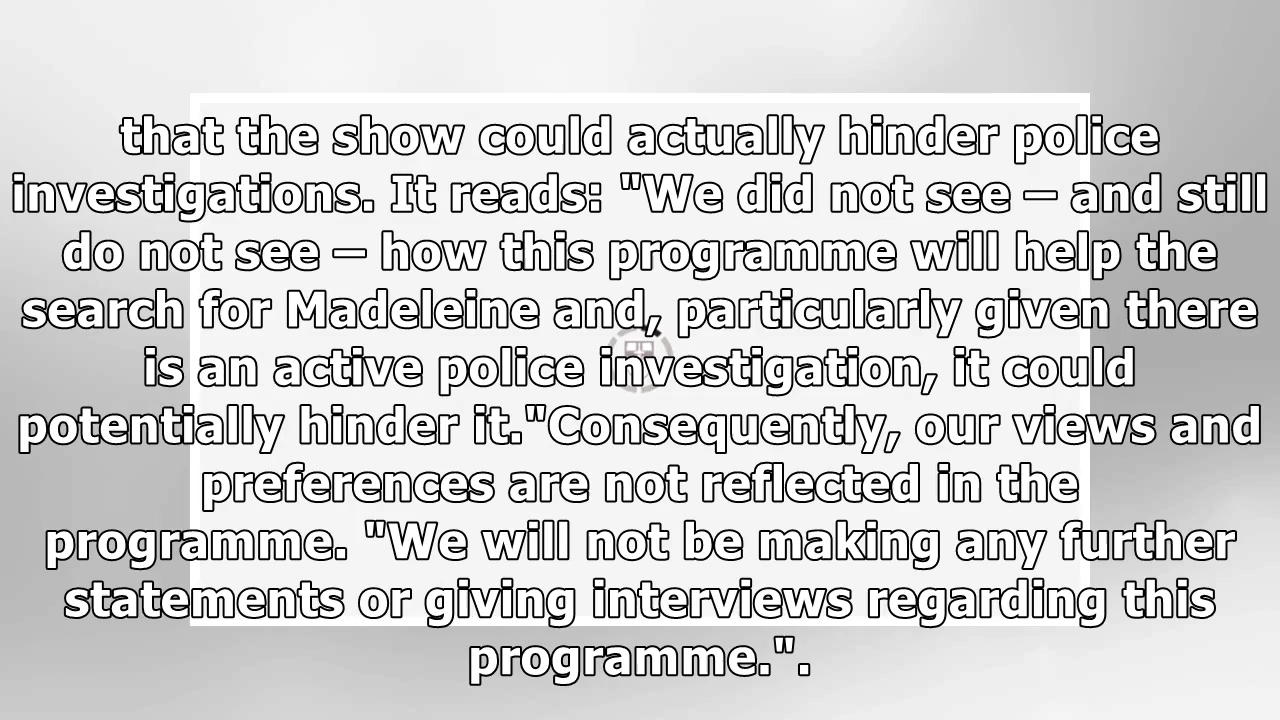 that the show could actually hinder police
investigations. It reads: "We did not see – and still
do not see – how this programme will help the
search for Madeleine and, particularly given there
is an active police investigation, it could
potentially hinder it."Consequently, our views and
preferences are not reflected in the
programme. "We will not be making any further
statements or giving interviews regarding this
programme.".